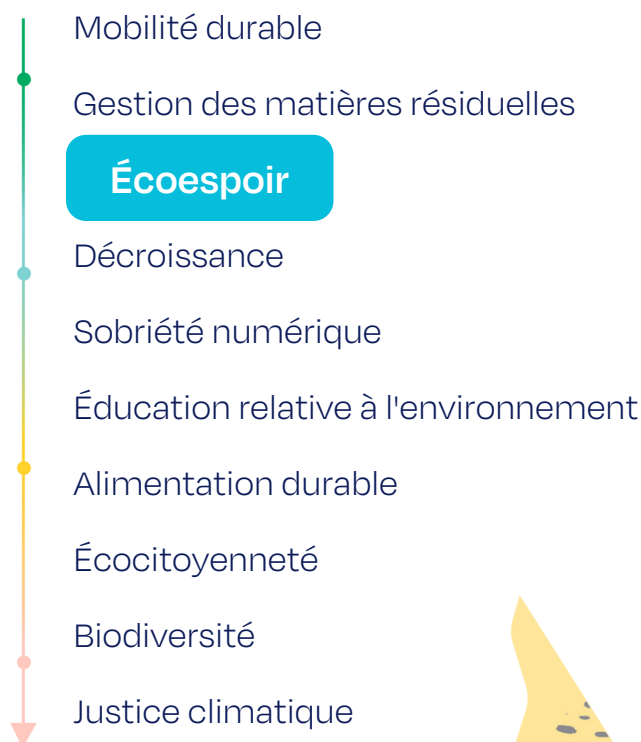 Mobilité durable
Gestion des matières résiduelles
Écoespoir
Décroissance
Sobriété numérique
Éducation relative à l'environnement
Alimentation durable
Écocitoyenneté
Biodiversité
Justice climatique